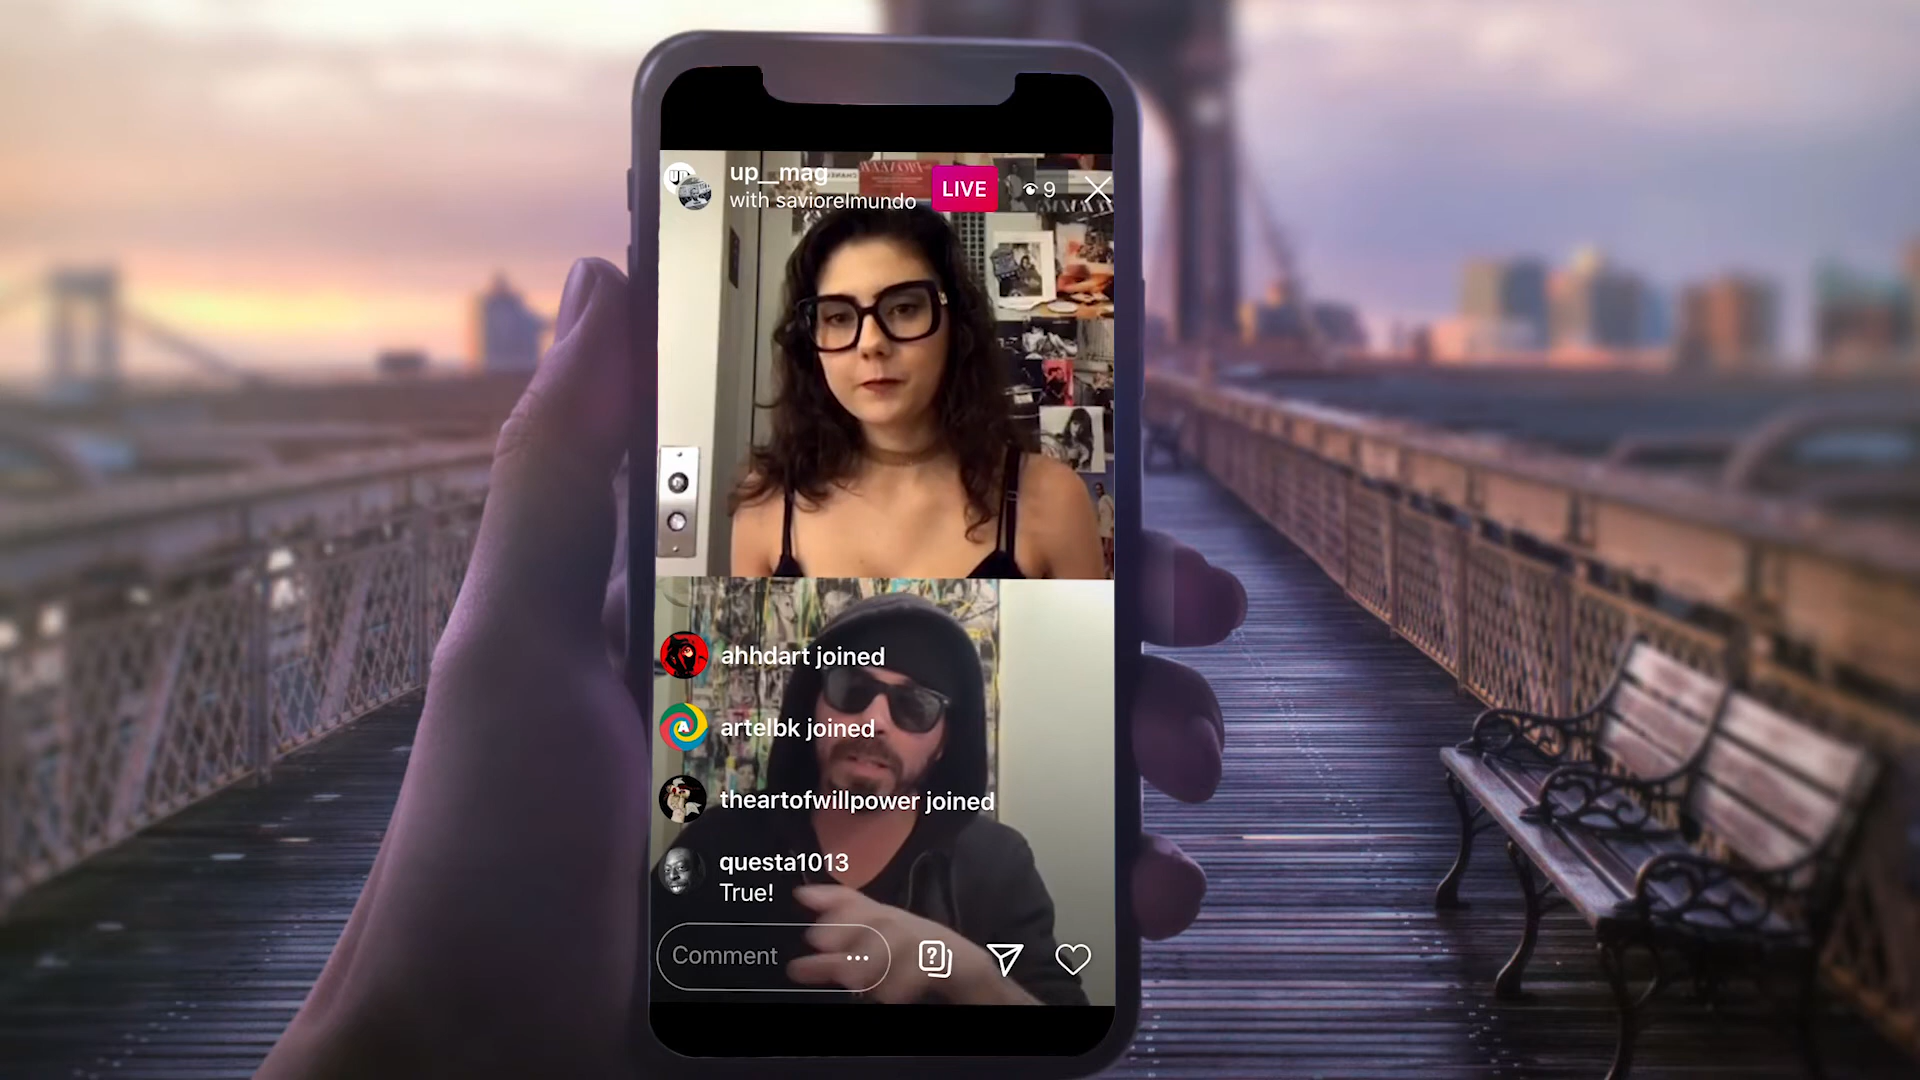 up__mag
with saviorelmundo
LIVE
9
ahhdart joined
artelbk joined
theartofwillpower joined
questa1013
True!
Comment